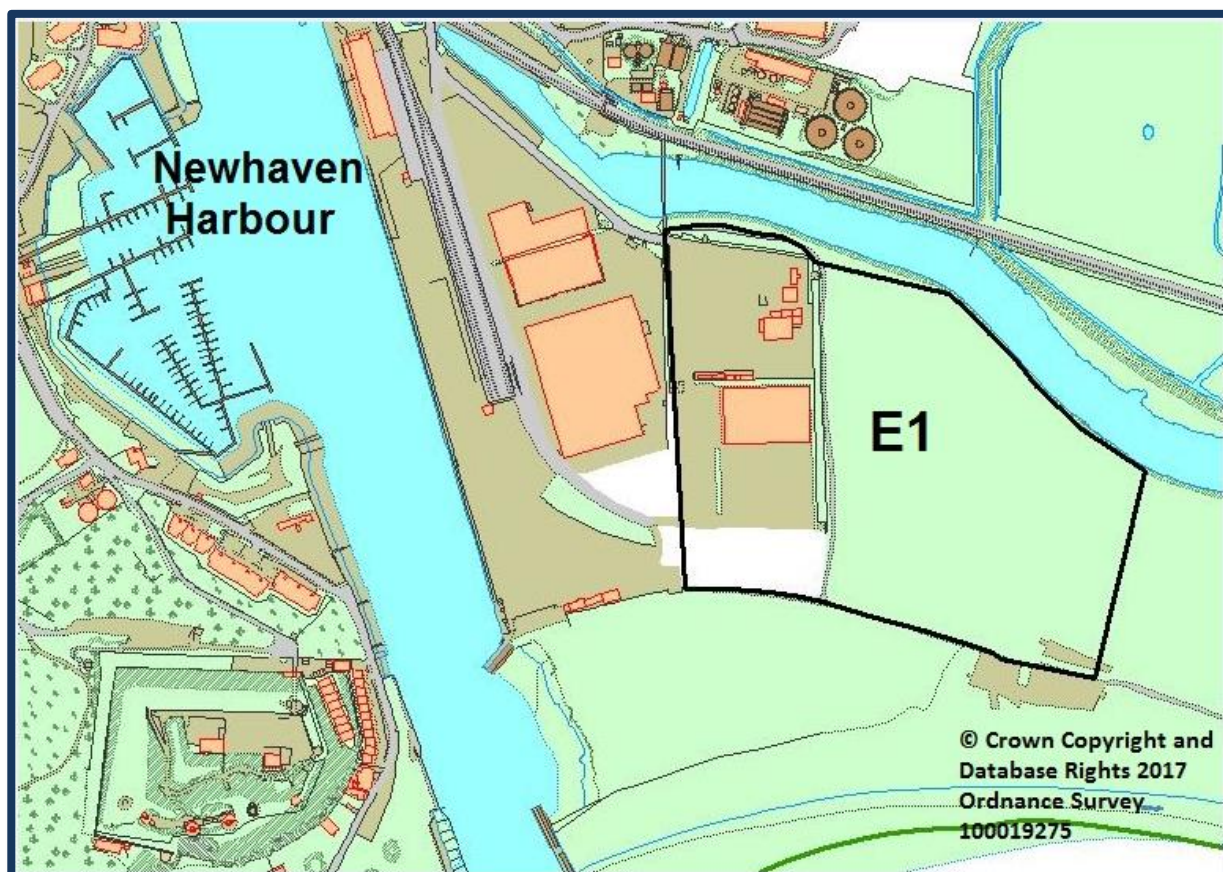 Newhaven
Harbour
E1
© Crown Copyright and
Database Rights 2017
Ordnance Survey
100019275